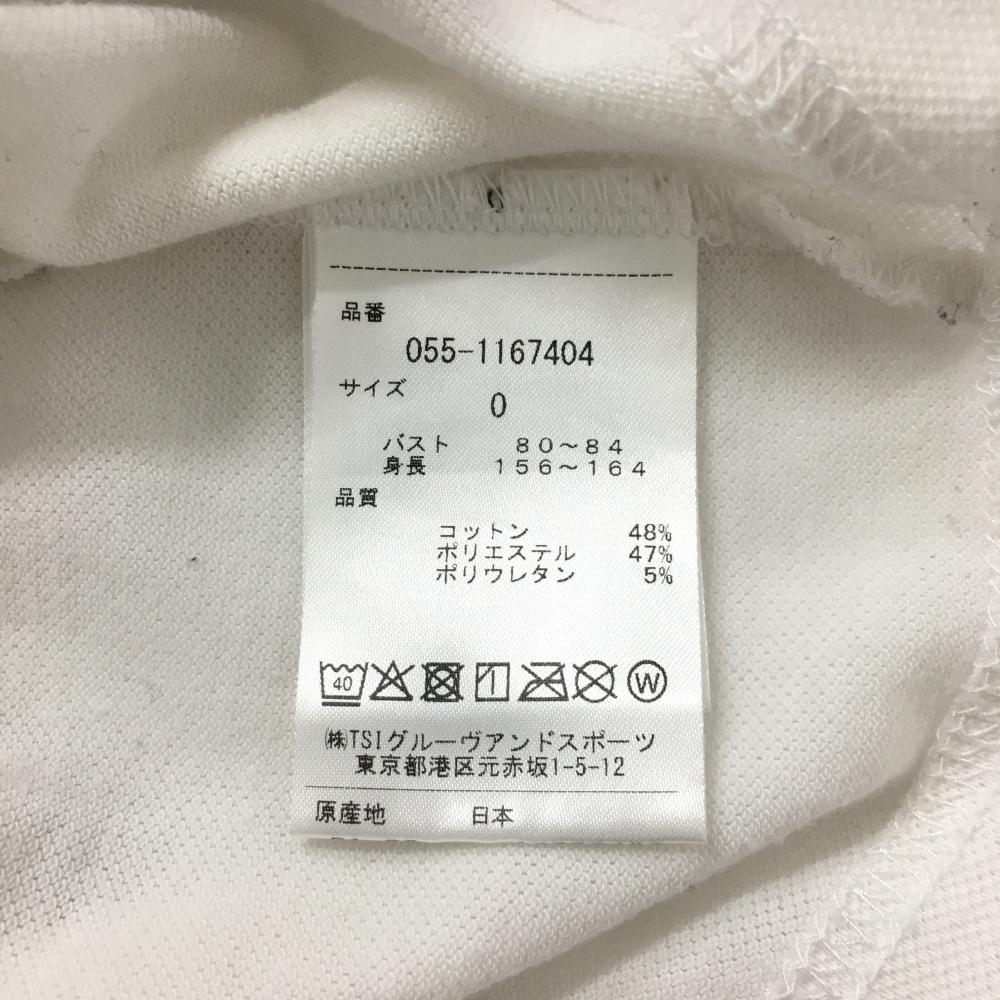 品番
055-1167404
サイズ
0
バスト 80～84
身長 156～164
品質
コットン 48%
ポリエステル 47%
ポリウレタン 5%
40 W
㈱TSIグルーヴアンドスポーツ
東京都港区元赤坂1-5-12
原産地 日本